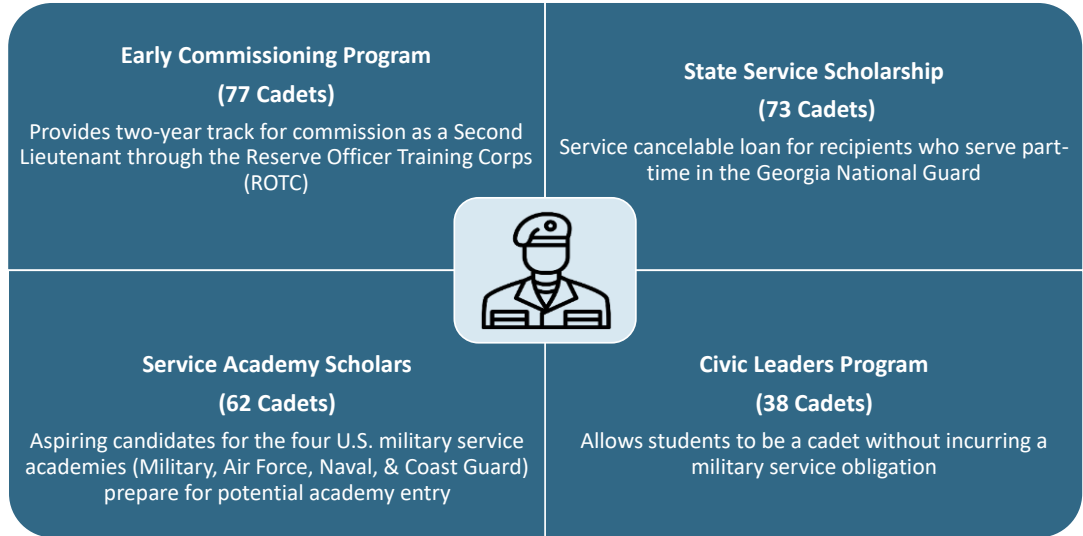 Early Commissioning Program
(77 Cadets)
Provides two-year track for commission as a Second
Lieutenant through the Reserve Officer Training Corps
(ROTC)
State Service Scholarship
(73 Cadets)
Service cancelable loan for recipients who serve part-
time in the Georgia National Guard
Service Academy Scholars
(62 Cadets)
Aspiring candidates for the four U.S. military service
academies (Military, Air Force, Naval, & Coast Guard)
prepare for potential academy entry
Civic Leaders Program
(38 Cadets)
Allows students to be a cadet without incurring a
military service obligation